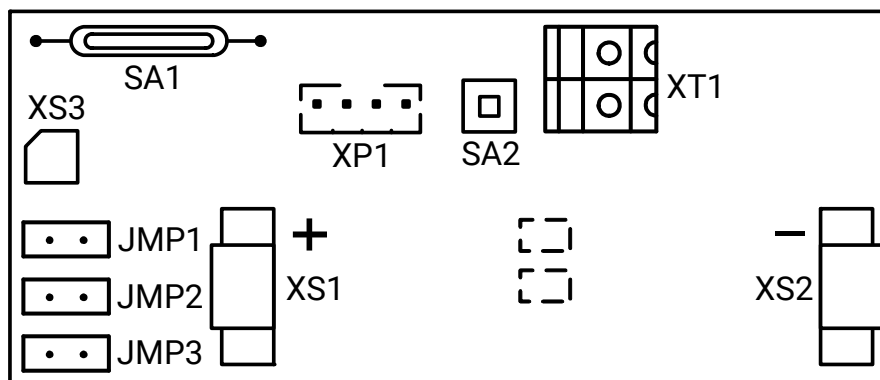 SA1
XT1
XS3
XP1
SA2
JMP1
+
-
JMP2
XS1
XS2
JMP3